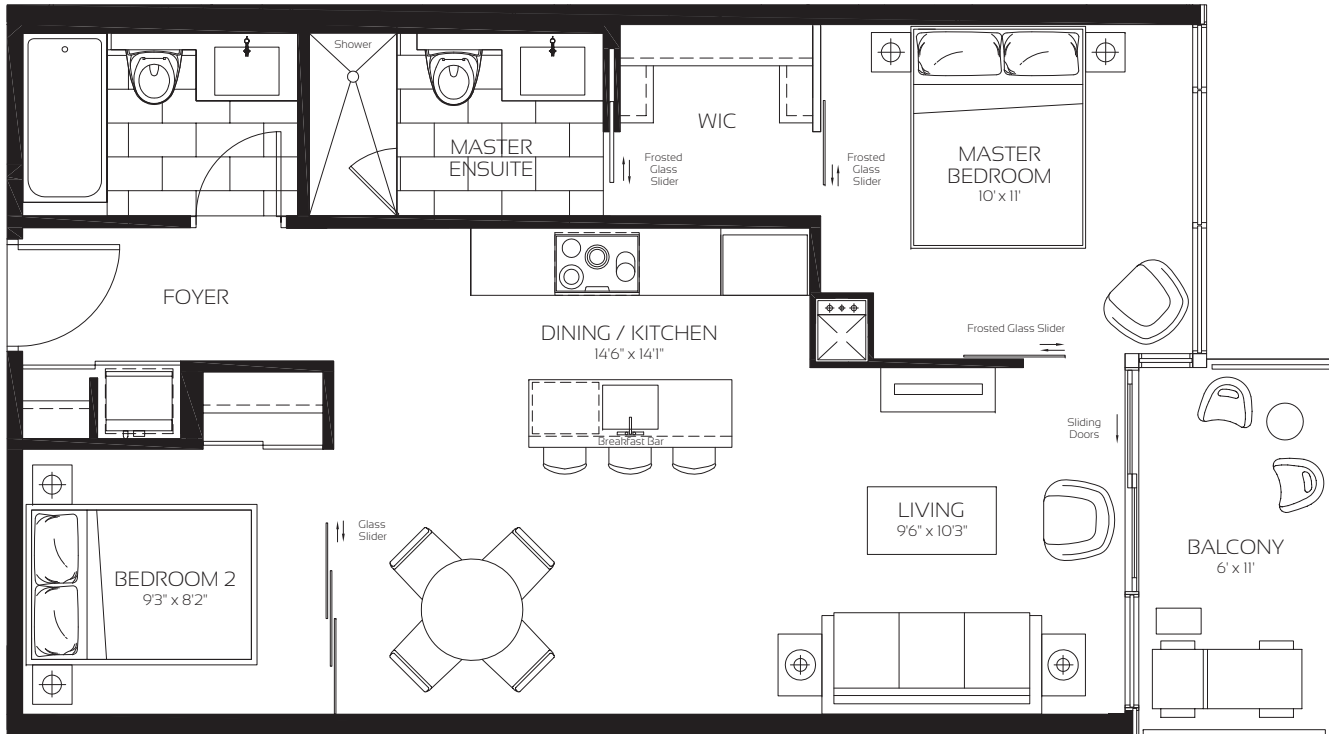 Shower
WIC
MASTER
ENSUITE
Frosted
Glass
Slider
Frosted
Glass
Slider
MASTER
BEDROOM
10' x 11'
FOYER
DINING / KITCHEN
14'6" x 14'1"
Frosted Glass Slider
Breakfast Bar
Sliding
Doors
Glass
Slider
LIVING
9'6" x 10'3"
BALCONY
6' x 11'
BEDROOM 2
9'3" x 8'2"